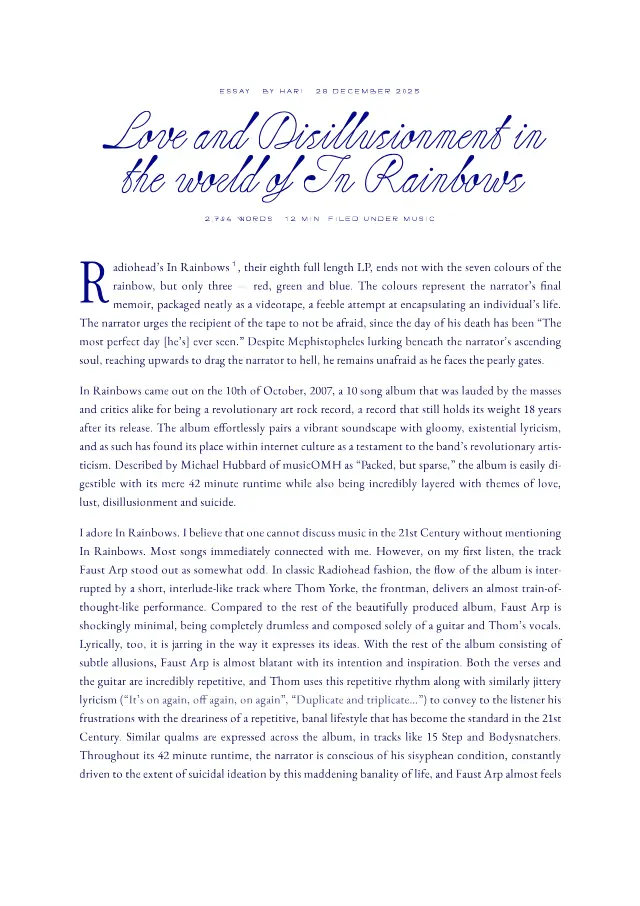 ESSAY BY HARI 28 DECEMBER 2025
Love and Disillusionment in
the world of In Rainbows
2,744 WORDS 12 MIN FILED UNDER MUSIC
Radiohead's In Rainbows 1, their eighth full length LP, ends not with the seven colours of the
rainbow, but only three — red, green and blue. The colours represent the narrator's final
memoir, packaged neatly as a videotape, a feeble attempt at encapsulating an individual's life.
The narrator urges the recipient of the tape to not be afraid, since the day of his death has been “The
most perfect day [he's] ever seen.” Despite Mephistopheles lurking beneath the narrator's ascending
soul, reaching upwards to drag the narrator to hell, he remains unafraid as he faces the pearly gates.
In Rainbows came out on the 10th of October, 2007, a 10 song album that was lauded by the masses
and critics alike for being a revolutionary art rock record, a record that still holds its weight 18 years
after its release. The album effortlessly pairs a vibrant soundscape with gloomy, existential lyricism,
and as such has found its place within internet culture as a testament to the band's revolutionary artis-
ticism. Described by Michael Hubbard of musicOMH as “Packed, but sparse,” the album is easily di-
gestible with its mere 42 minute runtime while also being incredibly layered with themes of love,
lust, disillusionment and suicide.
I adore In Rainbows. I believe that one cannot discuss music in the 21st Century without mentioning
In Rainbows. Most songs immediately connected with me. However, on my first listen, the track
Faust Arp stood out as somewhat odd. In classic Radiohead fashion, the flow of the album is inter-
rupted by a short, interlude-like track where Thom Yorke, the frontman, delivers an almost train-of-
thought-like performance. Compared to the rest of the beautifully produced album, Faust Arp is
shockingly minimal, being completely drumless and composed solely of a guitar and Thom's vocals.
Lyrically, too, it is jarring in the way it expresses its ideas. With the rest of the album consisting of
subtle allusions, Faust Arp is almost blatant with its intention and inspiration. Both the verses and
the guitar are incredibly repetitive, and Thom uses this repetitive rhythm along with similarly jittery
lyricism (“It's on again, off again, on again”, “Duplicate and triplicate...”) to convey to the listener his
frustrations with the dreariness of a repetitive, banal lifestyle that has become the standard in the 21st
Century. Similar qualms are expressed across the album, in tracks like 15 Step and Bodysnatchers.
Throughout its 42 minute runtime, the narrator is conscious of his sisyphean condition, constantly
driven to the extent of suicidal ideation by this maddening banality of life, and Faust Arp almost feels